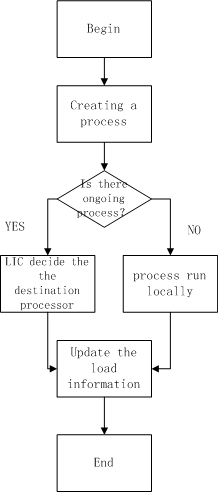 Begin
Creating a
process
Is there
ongoing
process?
YES
NO
LIC decide the
the
destination
processor
process run
locally
Update the
load
information
End